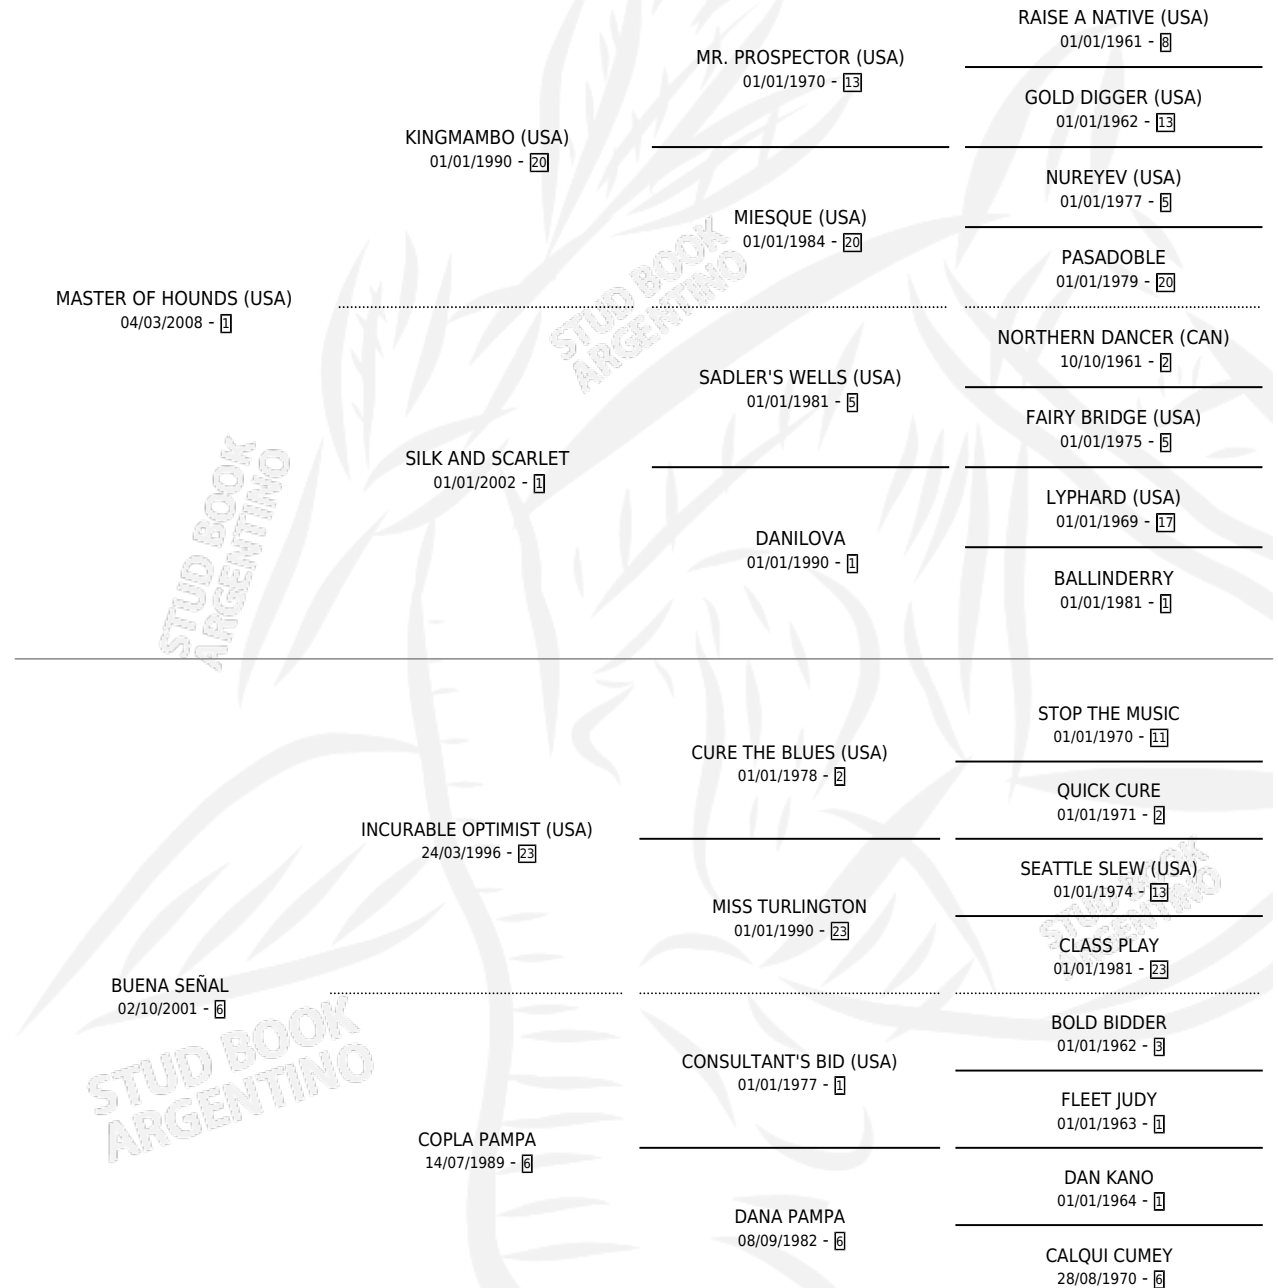 RAISE A NATIVE (USA)
01/01/1961 - 8
MR. PROSPECTOR (USA)
01/01/1970 - 13
GOLD DIGGER (USA)
01/01/1962 - 13
KINGMAMBO (USA)
01/01/1990 - 20
NUREYEV (USA)
01/01/1977 - 5
MIESQUE (USA)
01/01/1984 - 20
PASADOBLE
01/01/1979 - 20
MASTER OF HOUNDS (USA)
04/03/2008 - 1
NORTHERN DANCER (CAN)
10/10/1961 - 2
SADLER'S WELLS (USA)
01/01/1981 - 5
FAIRY BRIDGE (USA)
01/01/1975 - 5
SILK AND SCARLET
01/01/2002 - 1
LYPHARD (USA)
01/01/1969 - 17
DANILOVA
01/01/1990 - 1
BALLINDERRY
01/01/1981 - 1
STUD BOOK
ARGENTINO
STUD BOOK
ARGENTINO
STOP THE MUSIC
01/01/1970 - 11
CURE THE BLUES (USA)
01/01/1978 - 2
QUICK CURE
01/01/1971 - 2
INCURABLE OPTIMIST (USA)
24/03/1996 - 23
SEATTLE SLEW (USA)
01/01/1974 - 13
MISS TURLINGTON
01/01/1990 - 23
CLASS PLAY
01/01/1981 - 23
BUENA SEÑAL
02/10/2001 - 6
BOLD BIDDER
01/01/1962 - 3
CONSULTANT'S BID (USA)
01/01/1977 - 1
FLEET JUDY
01/01/1963 - 1
COPLA PAMPA
14/07/1989 - 6
DAN KANO
01/01/1964 - 1
DANA PAMPA
08/09/1982 - 6
CALQUI CUMEY
28/08/1970 - 6
STUD BOOK
ARGENTINO
STUD BOOK
ARGENTINO